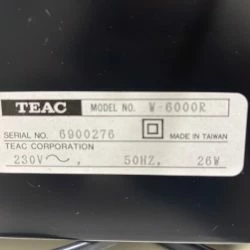 TEAC MODEL NO. W-6000R
SERIAL NO. 6900276 MADE IN TAIWAN
TEAC CORPORATION
230V～, 50HZ, 26W